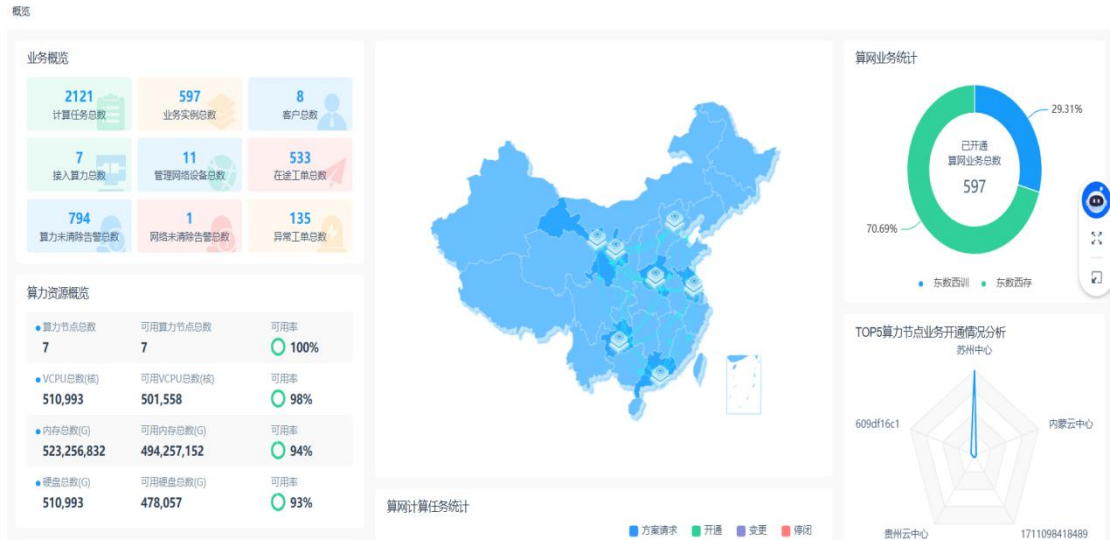 概览
业务概览
2121
计算任务总数
597
业务实例总数
8
客户总数
7
接入算力总数
11
管理网络设备总数
533
在途工单总数
794
算力未清除告警总数
1
网络未清除告警总数
135
异常工单总数
算力资源概览
算力节点总数 可用算力节点总数 可用率
7 7 100%
VCPU总数(核) 可用VCPU总数(核) 可用率
510,993 501,558 98%
内存总数(G) 可用内存总数(G) 可用率
523,256,832 494,257,152 94%
硬盘总数(G) 可用硬盘总数(G) 可用率
510,993 478,057 93%
算网计算任务统计
方案请求 开通 变更 停闭
算网业务统计
29.31%
已开通
算网业务总数
597
70.69%
东数西训 东数西存
TOP5算力节点业务开通情况分析
苏州中心
609df16c1 内蒙云中心
贵州云中心 1711098418489